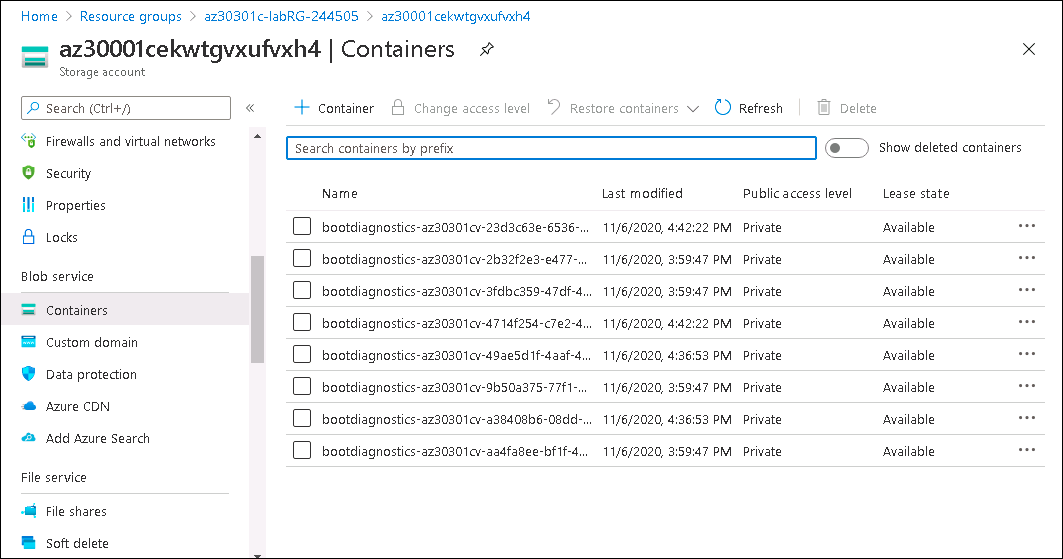 Home > Resource groups > az30301c-labRG-244505 > az30001cekwtgvxufvxh4
az30001cekwtgvxufvxh4 | Containers
Storage account
Search (Ctrl+/)
Firewalls and virtual networks
Security
Properties
Locks
Blob service
Containers
Custom domain
Data protection
Azure CDN
Add Azure Search
File service
File shares
Soft delete
Container Change access level Restore containers Refresh Delete
Search containers by prefix Show deleted containers
Name Last modified Public access level Lease state
bootdiagnostics-az30301cv-23d3c63e-6536-... 11/6/2020, 4:42:22 PM Private Available
bootdiagnostics-az30301cv-2b32f2e3-e477-... 11/6/2020, 3:59:47 PM Private Available
bootdiagnostics-az30301cv-3fdbc359-47df-4... 11/6/2020, 3:59:47 PM Private Available
bootdiagnostics-az30301cv-4714f254-c7e2-4... 11/6/2020, 4:42:22 PM Private Available
bootdiagnostics-az30301cv-49ae5d1f-4aaf-4... 11/6/2020, 4:36:53 PM Private Available
bootdiagnostics-az30301cv-9b50a375-77f1-... 11/6/2020, 3:59:47 PM Private Available
bootdiagnostics-az30301cv-a38408b6-08dd-... 11/6/2020, 4:36:53 PM Private Available
bootdiagnostics-az30301cv-aa4fa8ee-bf1f-4... 11/6/2020, 3:59:47 PM Private Available